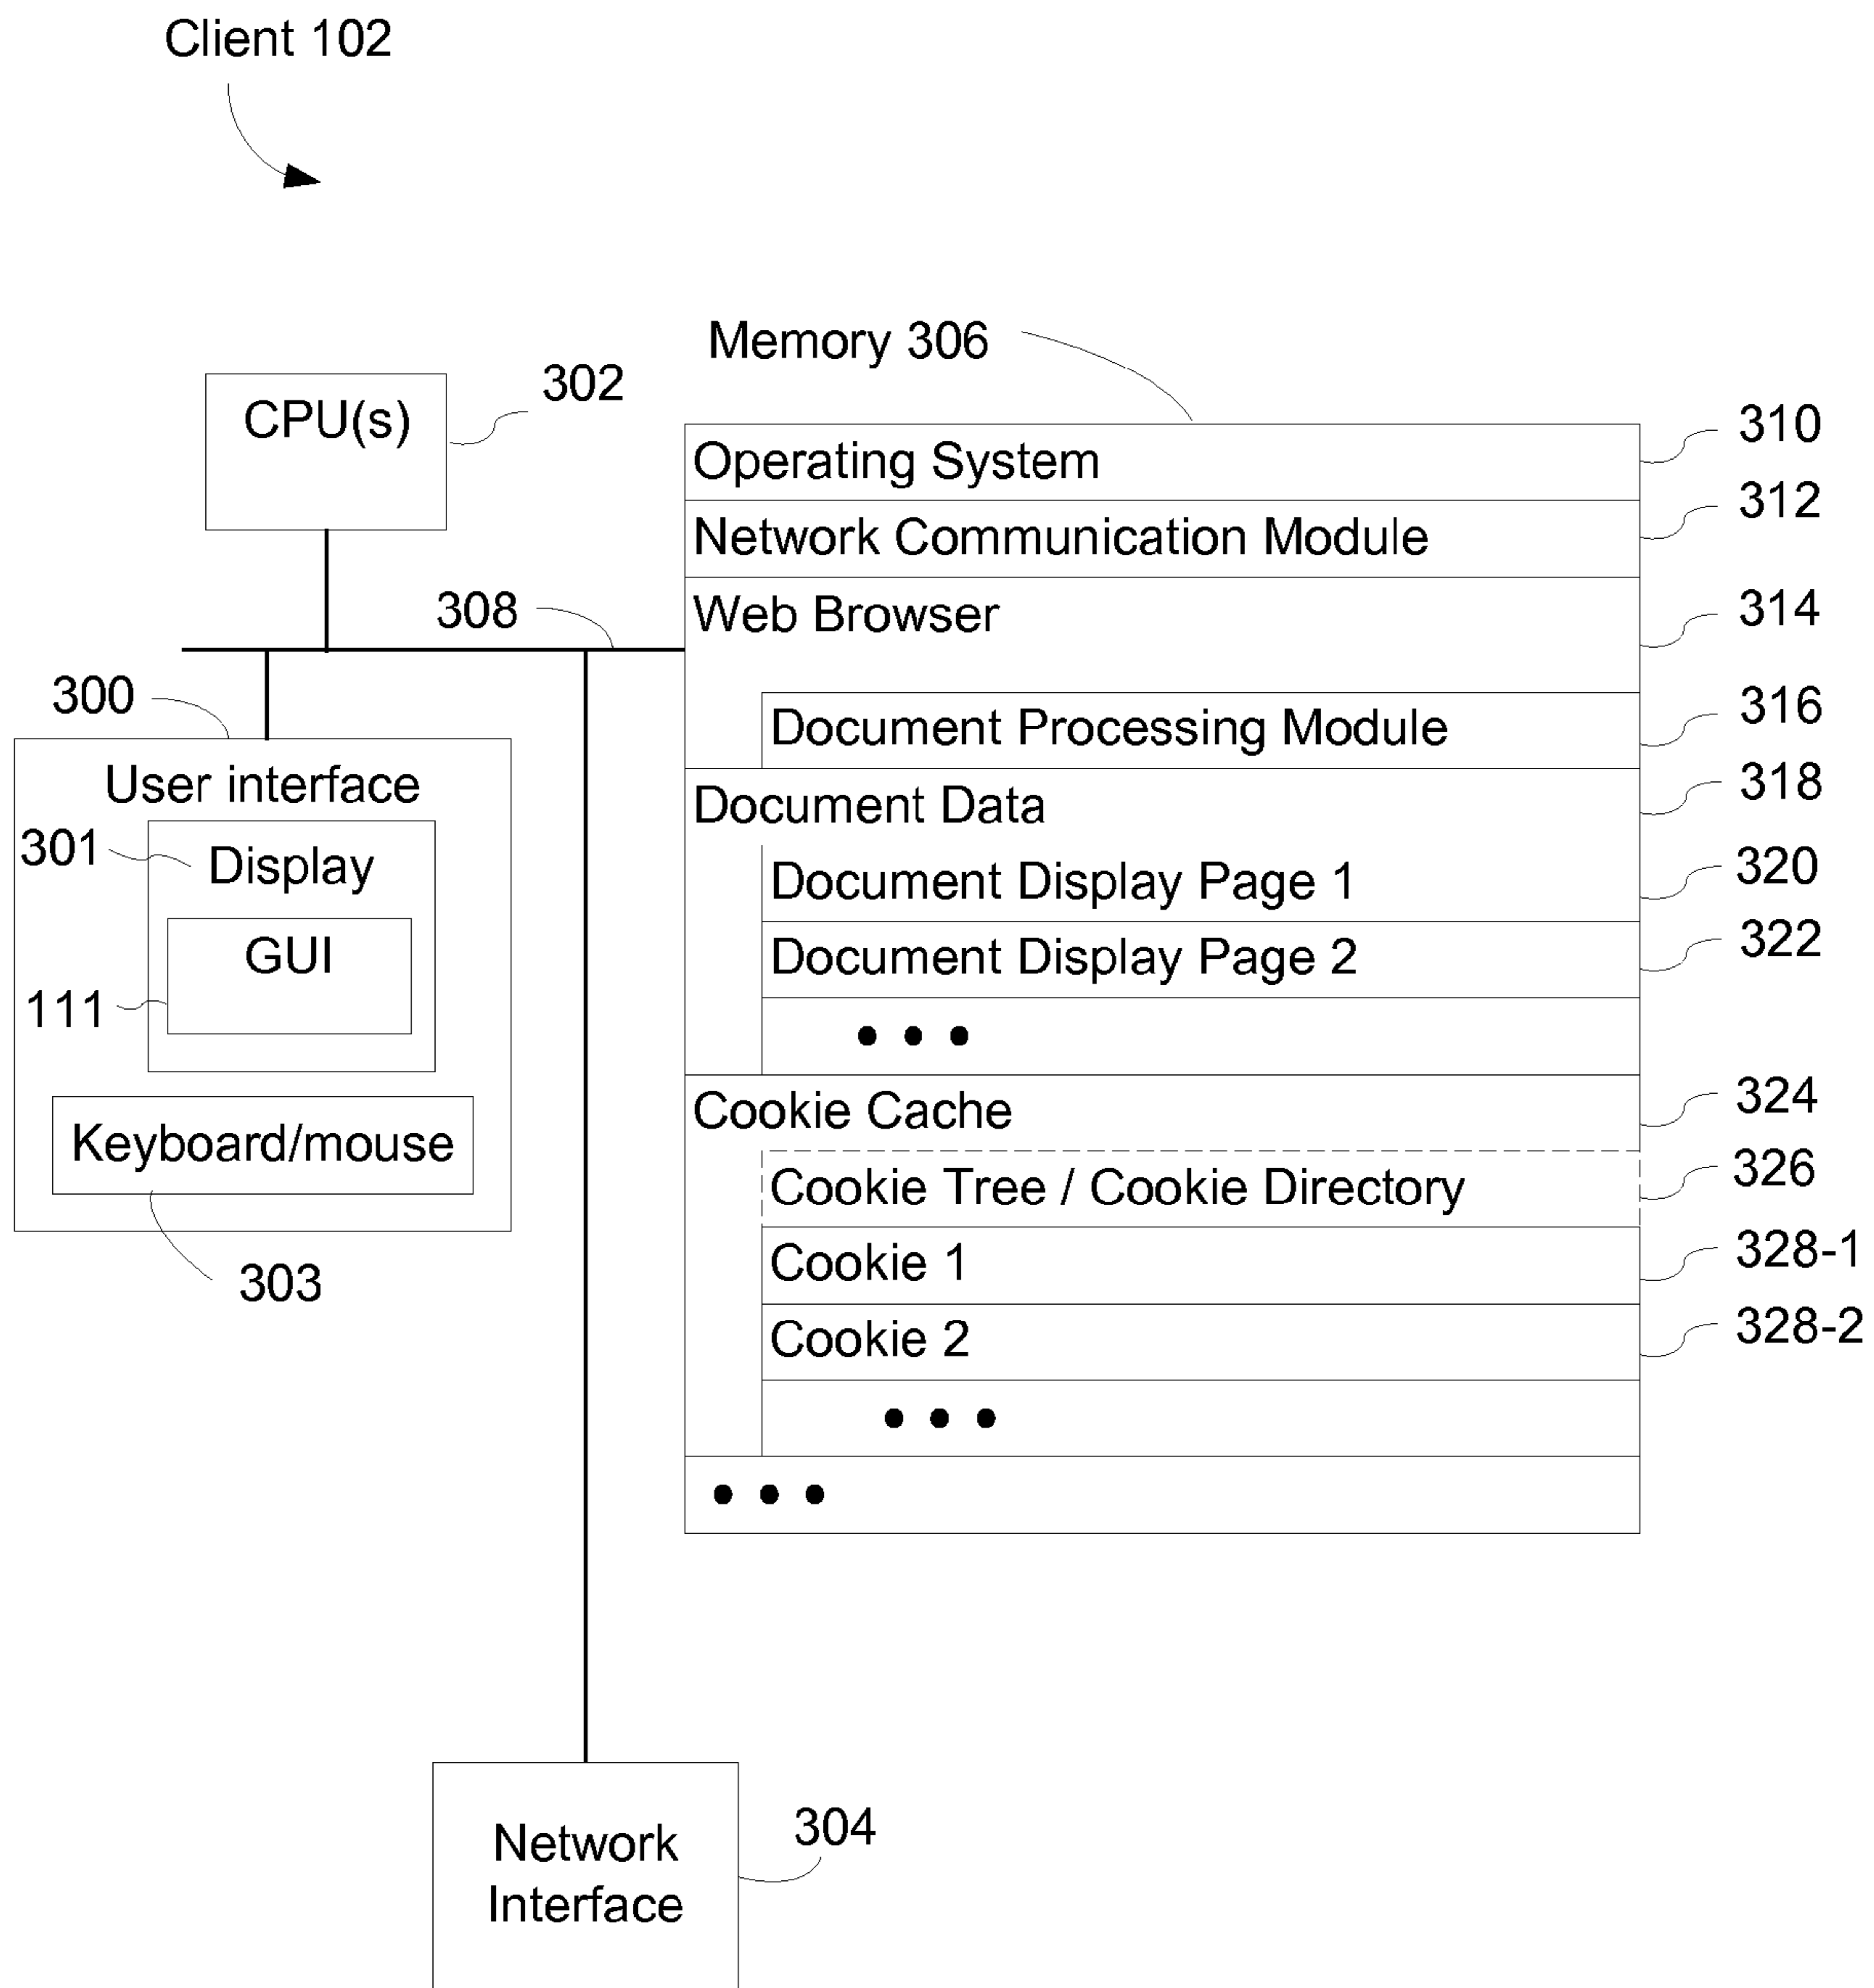 Client 102
Memory 306
CPU(s)
302
308
300
User interface
301
Display
GUI
111
Keyboard/mouse
303
Operating System
310
Network Communication Module
312
Web Browser
314
Document Processing Module
316
Document Data
318
Document Display Page 1
320
Document Display Page 2
322
• • •
Cookie Cache
324
Cookie Tree / Cookie Directory
326
Cookie 1
328-1
Cookie 2
328-2
• • •
• • •
Network
Interface
304